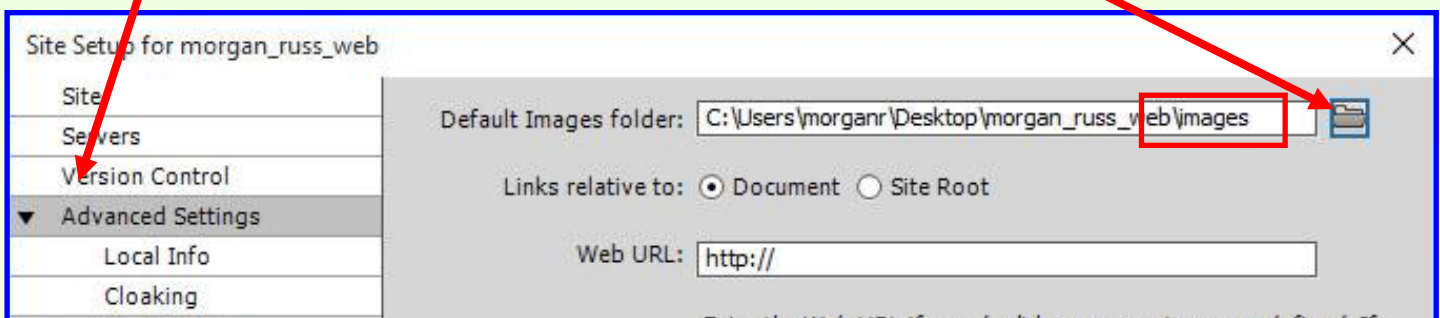 Site Setup for morgan_russ_web
Site
Servers
Version Control
Advanced Settings
Local Info
Cloaking
Default Images folder: C:\Users\morganr\Desktop\morgan_russ_web\images
Links relative to: Document Site Root
Web URL: http://